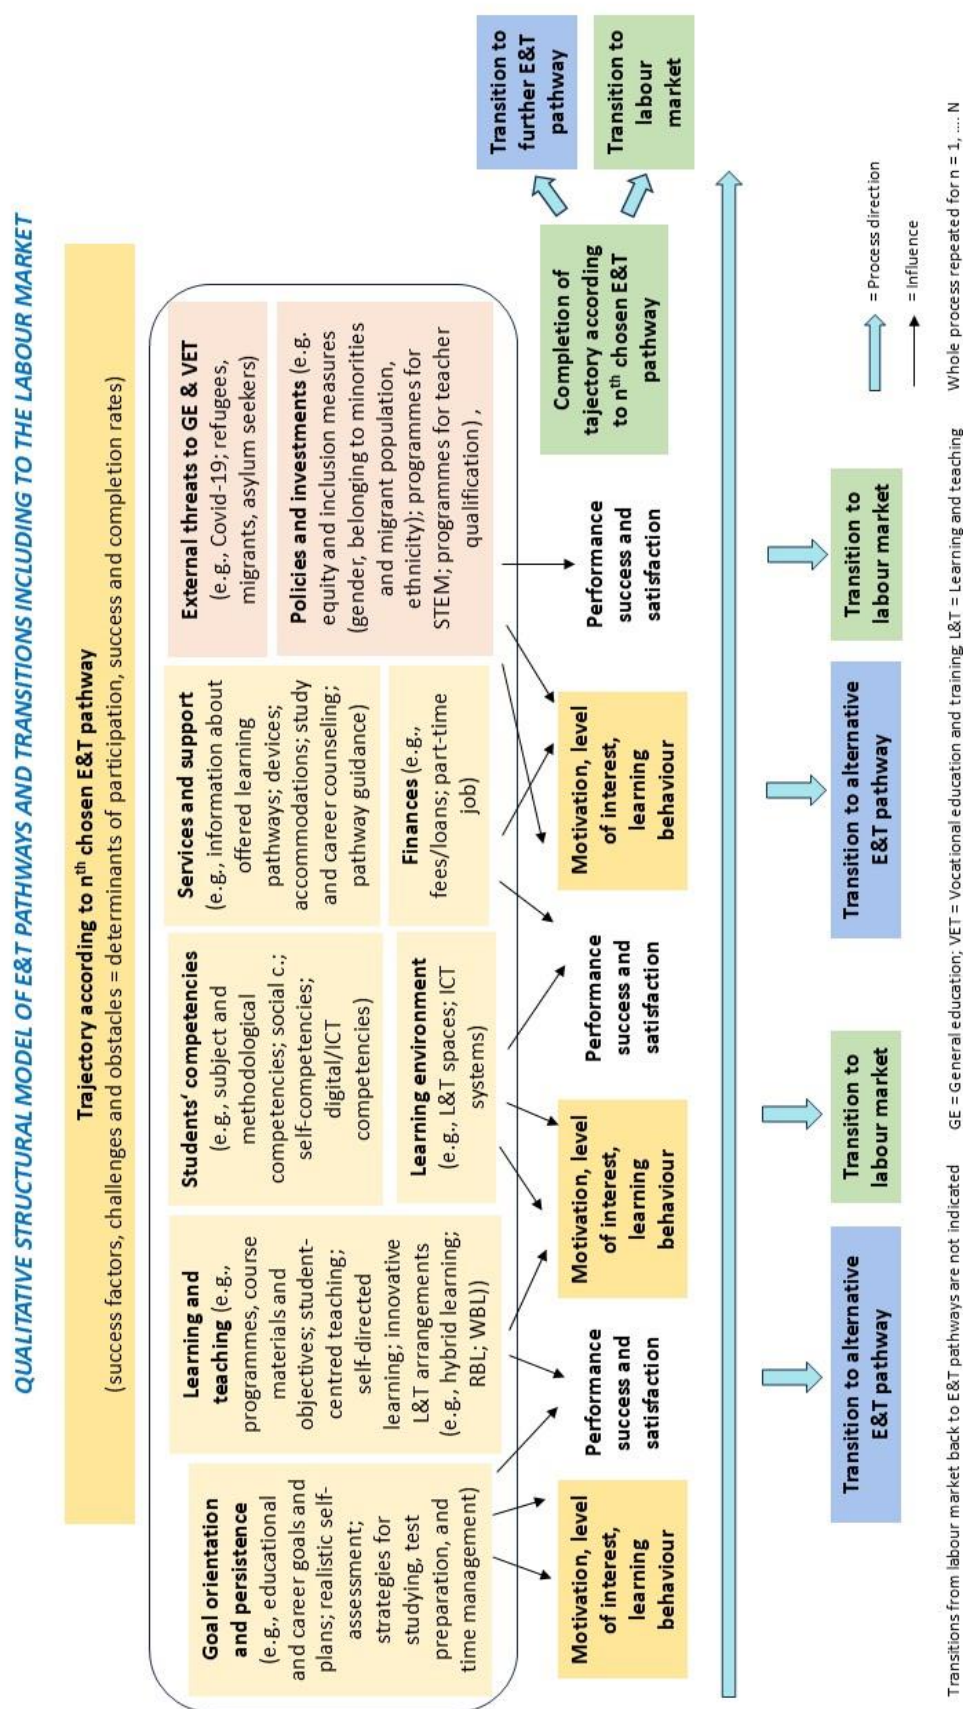 QUALITATIVE STRUCTURAL MODEL OF E&T PATHWAYS AND TRANSITIONS INCLUDING TO THE LABOUR MARKET
Trajectory according to nth chosen E&T pathway
(success factors, challenges and obstacles = determinants of participation, success and completion rates)
Goal orientation
and persistence
(e.g., educational
and career goals and
plans; realistic self-
assessment;
strategies for
studying, test
preparation, and
time management)
Learning and
teaching (e.g.,
programmes, course
materials and
objectives; student-
centred teaching;
self-directed
learning; innovative
L&T arrangements
(e.g., hybrid learning;
RBL; WBL))
Students‘ competencies
(e.g., subject and
methodological
competencies; social c.;
self-competencies;
digital/ICT
competencies)
Learning environment
(e.g., L&T spaces; ICT
systems)
Services and support
(e.g., information about
offered learning
pathways; devices;
accommodations; study
and career counseling;
pathway guidance)
Finances (e.g.,
fees/loans; part-time
job)
External threats to GE & VET
(e.g., Covid-19; refugees,
migrants, asylum seekers)
Policies and investments (e.g.
equity and inclusion measures
(gender, belonging to minorities
and migrant population,
ethnicity); programmes for
STEM; programmes for teacher
qualification) ,
Motivation, level
of interest,
learning
behaviour
Performance
success and
satisfaction
Motivation, level
of interest,
learning
behaviour
Performance
success and
satisfaction
Motivation, level
of interest,
learning
behaviour
Performance
success and
satisfaction
Completion of
tajectory according
to nth chosen E&T
pathway
Transition to
further E&T
pathway
Transition to
labour
market
Transition to alternative
E&T pathway
Transition to
labour market
Transition to alternative
E&T pathway
Transition to
labour market
= Process direction
= Influence
Transitions from labour market back to E&T pathways are not indicated
GE = General education; VET = Vocational education and training; L&T = Learning and teaching
Whole process repeated for n = 1, .... N